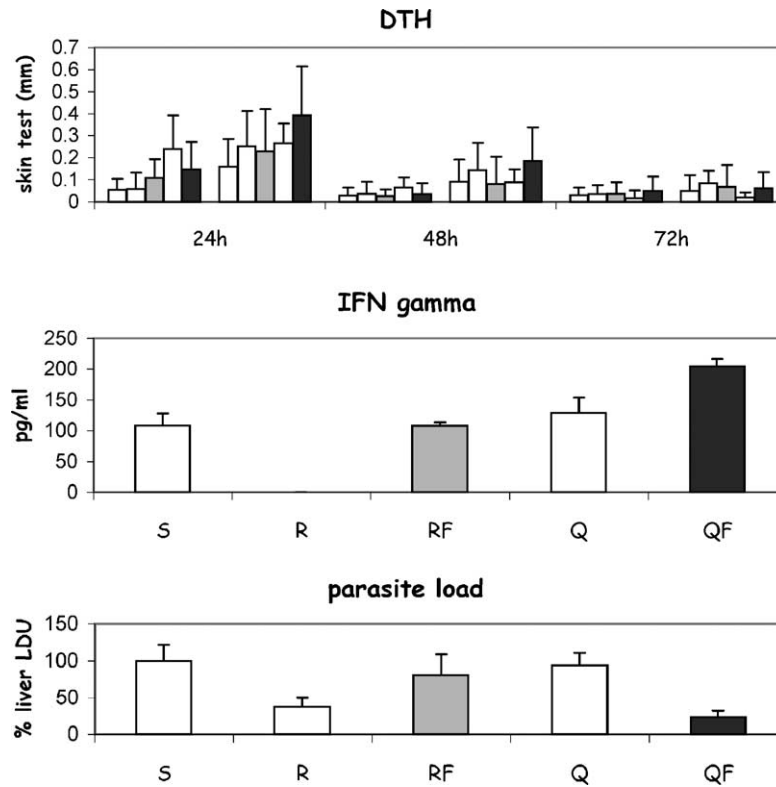 DTH
skin test (mm)
0.7
0.6
0.5
0.4
0.3
0.2
0.1
0
24h 48h 72h
IFN gamma
pg/ml
250
200
150
100
50
0
S R RF Q QF
parasite load
% liver LDU
150
100
50
0
S R RF Q QF